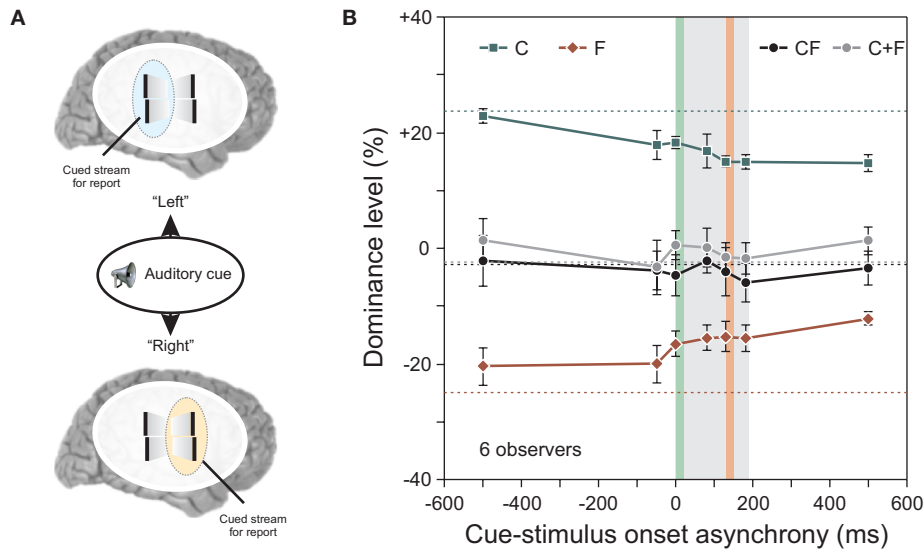 A
Cued stream
for report
"Left"
Auditory cue
"Right"
Cued stream
for report
B
Dominance level (%)
+40
+20
0
-20
-40
C
F
CF
C+F
6 observers
-600
-400
-200
0
200
400
600
Cue-stimulus onset asynchrony (ms)